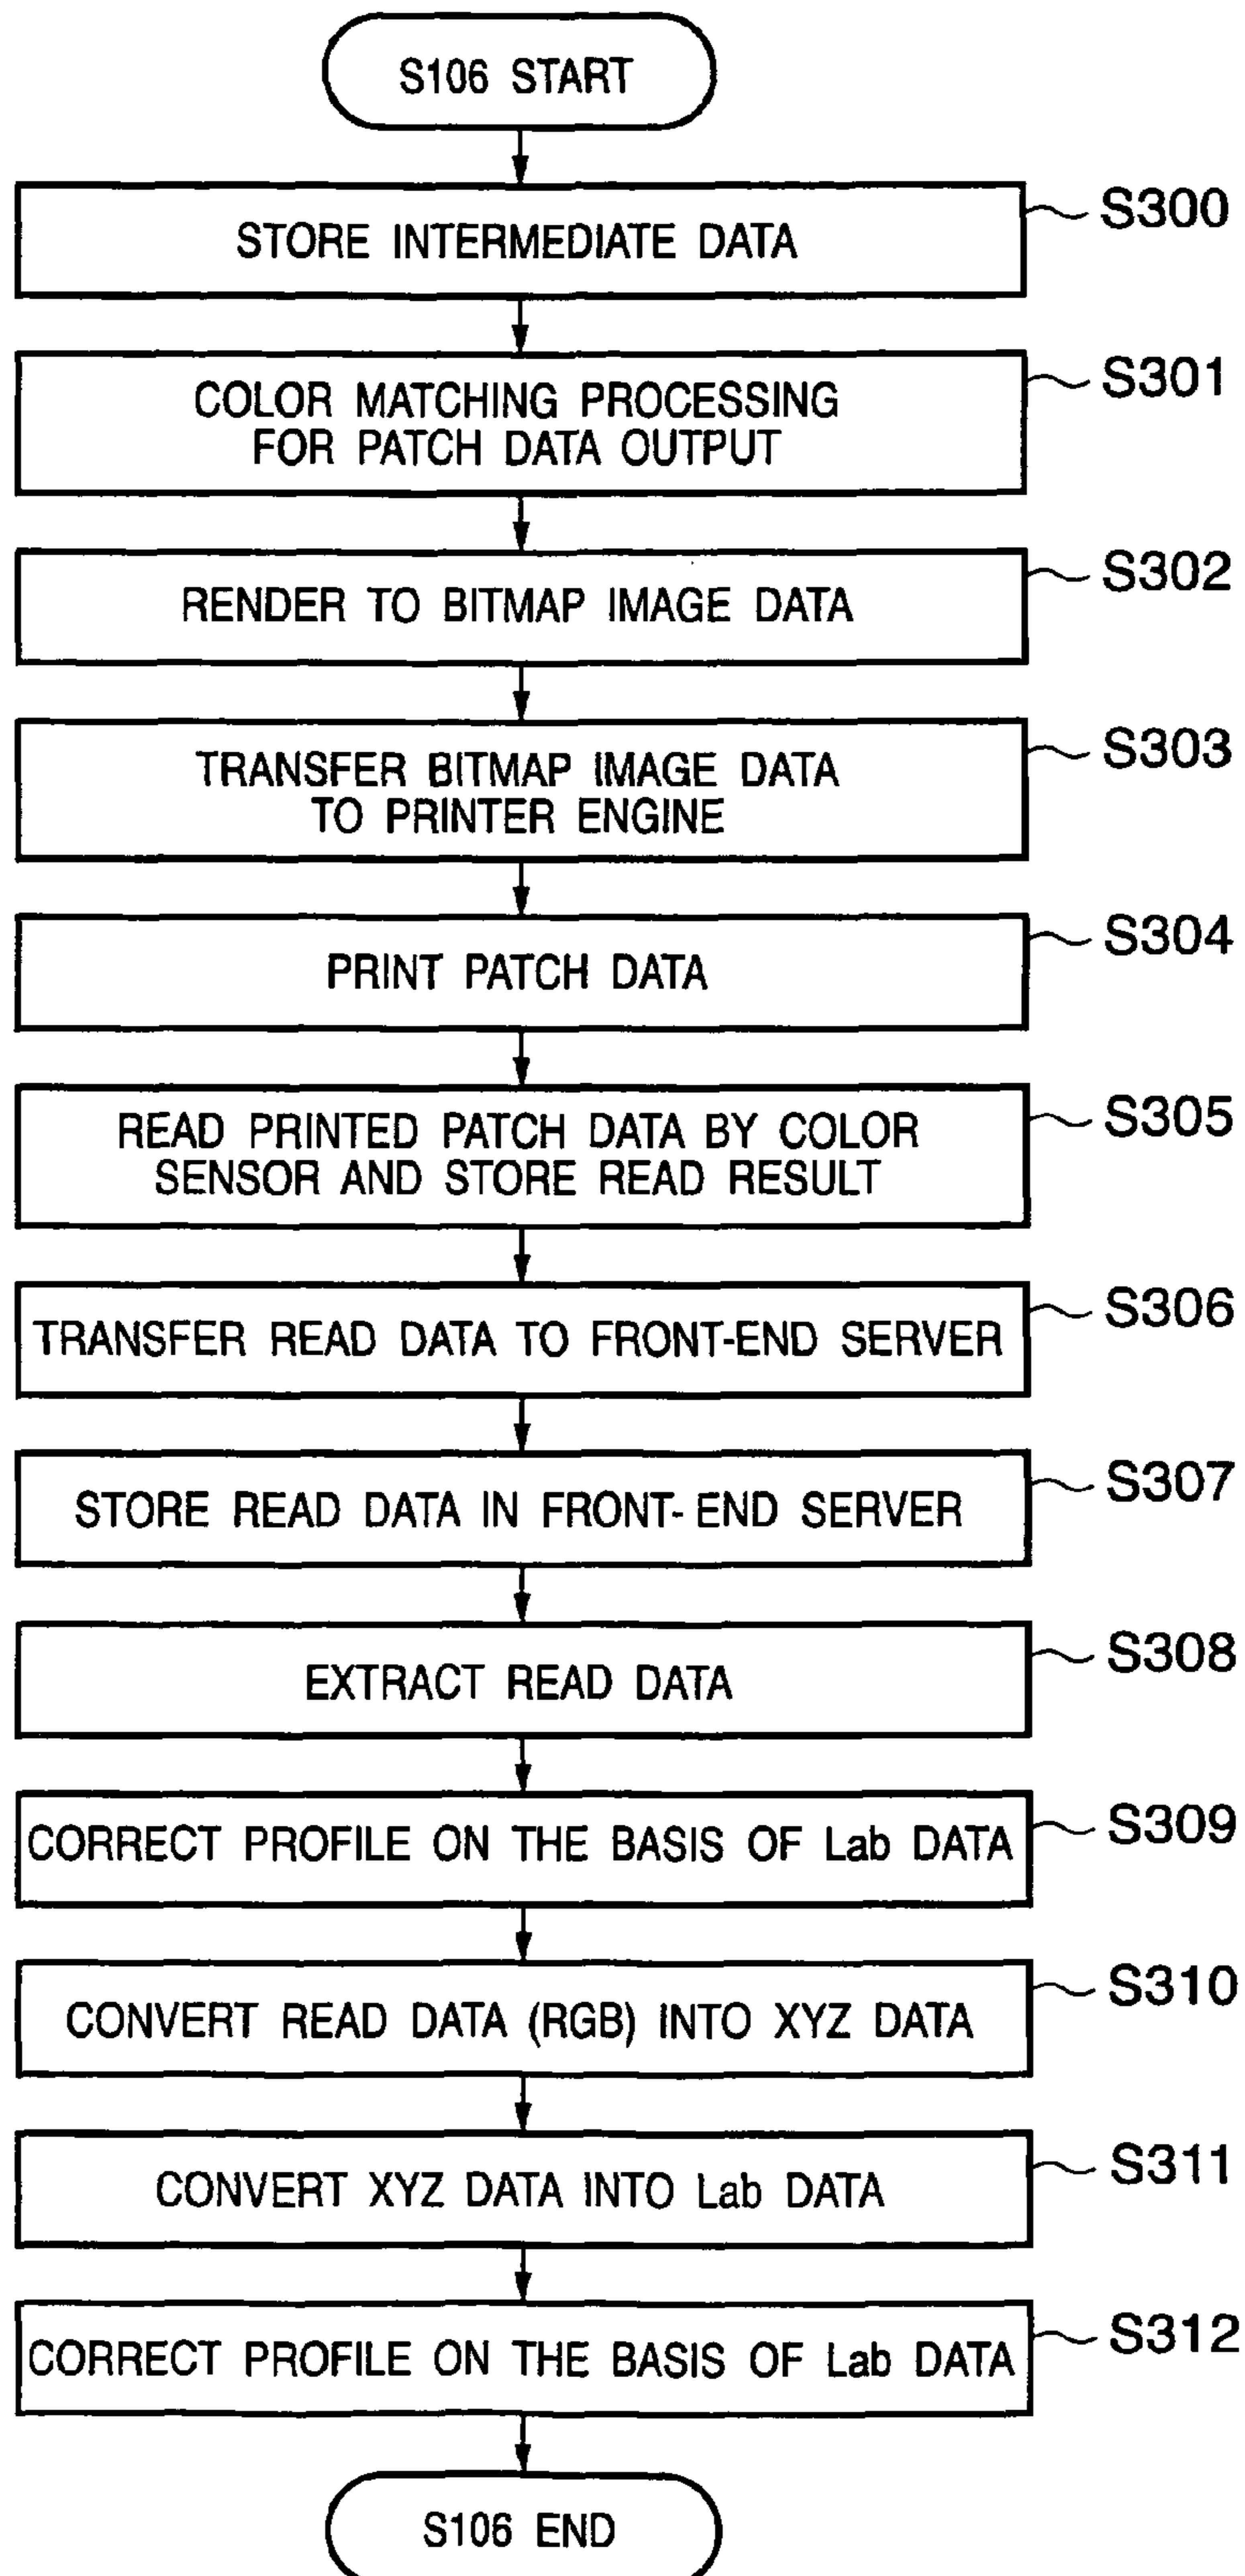 S106 START
STORE INTERMEDIATE DATA
S300
COLOR MATCHING PROCESSING
FOR PATCH DATA OUTPUT
S301
RENDER TO BITMAP IMAGE DATA
S302
TRANSFER BITMAP IMAGE DATA
TO PRINTER ENGINE
S303
PRINT PATCH DATA
S304
READ PRINTED PATCH DATA BY COLOR
SENSOR AND STORE READ RESULT
S305
TRANSFER READ DATA TO FRONT-END SERVER
S306
STORE READ DATA IN FRONT- END SERVER
S307
EXTRACT READ DATA
S308
CORRECT PROFILE ON THE BASIS OF Lab DATA
S309
CONVERT READ DATA (RGB) INTO XYZ DATA
S310
CONVERT XYZ DATA INTO Lab DATA
S311
CORRECT PROFILE ON THE BASIS OF Lab DATA
S312
S106 END